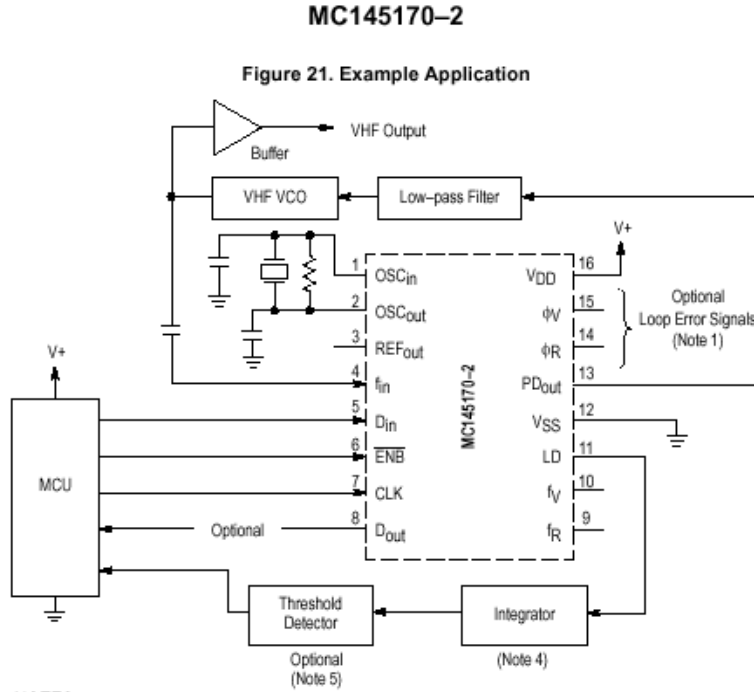 MC145170–2
Figure 21. Example Application
VHF Output
Buffer
VHF VCO
Low–pass Filter
V+
1
OSCin
VDD
16
2
OSCout
ϕV
15
Optional
Loop Error Signals
(Note 1)
3
REFout
ϕR
14
V+
4
fin
PDout
13
MC145170–2
5
Din
VSS
12
6
ENB
LD
11
MCU
7
CLK
fV
10
Optional
8
Dout
fR
9
Threshold
Detector
Integrator
Optional
(Note 5)
(Note 4)